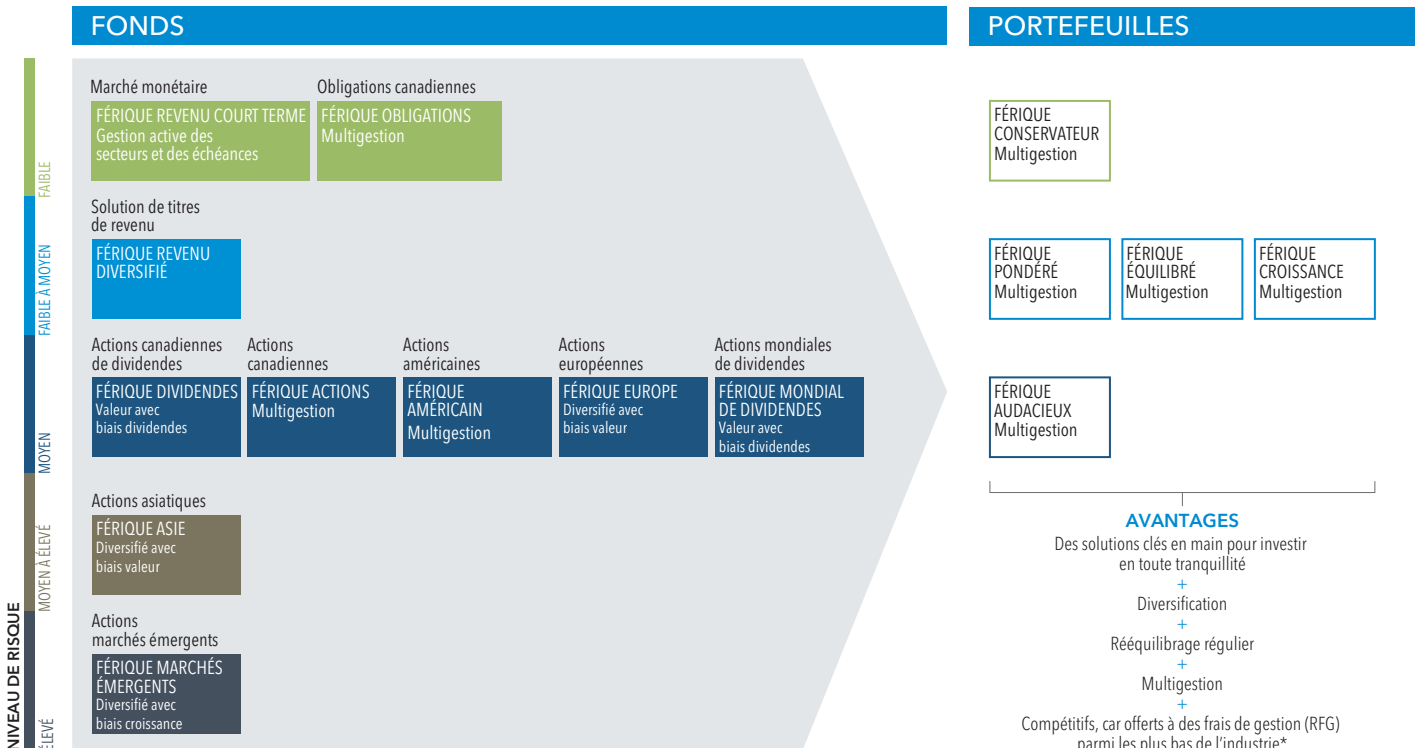 FONDS
PORTEFEUILLES
Marché monétaire
FÉRIQUE REVENU COURT TERME
Gestion active des
secteurs et des échéances
Obligations canadiennes
FÉRIQUE OBLIGATIONS
Multigestion
FÉRIQUE
CONSERVATEUR
Multigestion
FAIBLE
Solution de titres
de revenu
FÉRIQUE REVENU
DIVERSIFIÉ
FÉRIQUE
PONDÉRÉ
Multigestion
FÉRIQUE
ÉQUILIBRÉ
Multigestion
FÉRIQUE
CROISSANCE
Multigestion
FAIBLE À MOYEN
Actions canadiennes
de dividendes
FÉRIQUE DIVIDENDES
Valeur avec
biais dividendes
Actions
canadiennes
FÉRIQUE ACTIONS
Multigestion
Actions
américaines
FÉRIQUE
AMÉRICAIN
Multigestion
Actions
européennes
FÉRIQUE EUROPE
Diversifié avec
biais valeur
Actions mondiales
de dividendes
FÉRIQUE MONDIAL
DE DIVIDENDES
Valeur avec
biais dividendes
FÉRIQUE
AUDACIEUX
Multigestion
MOYEN
Actions asiatiques
FÉRIQUE ASIE
Diversifié avec
biais valeur
MOYEN À ÉLEVÉ
Actions
marchés émergents
FÉRIQUE MARCHÉS
ÉMERGENTS
Diversifié avec
biais croissance
ÉLEVÉ
NIVEAU DE RISQUE
AVANTAGES
Des solutions clés en main pour investir
en toute tranquillité
+
Diversification
+
Rééquilibrage régulier
+
Multigestion
+
Compétitifs, car offerts à des frais de gestion (RFG)
parmi les plus bas de l'industrie*